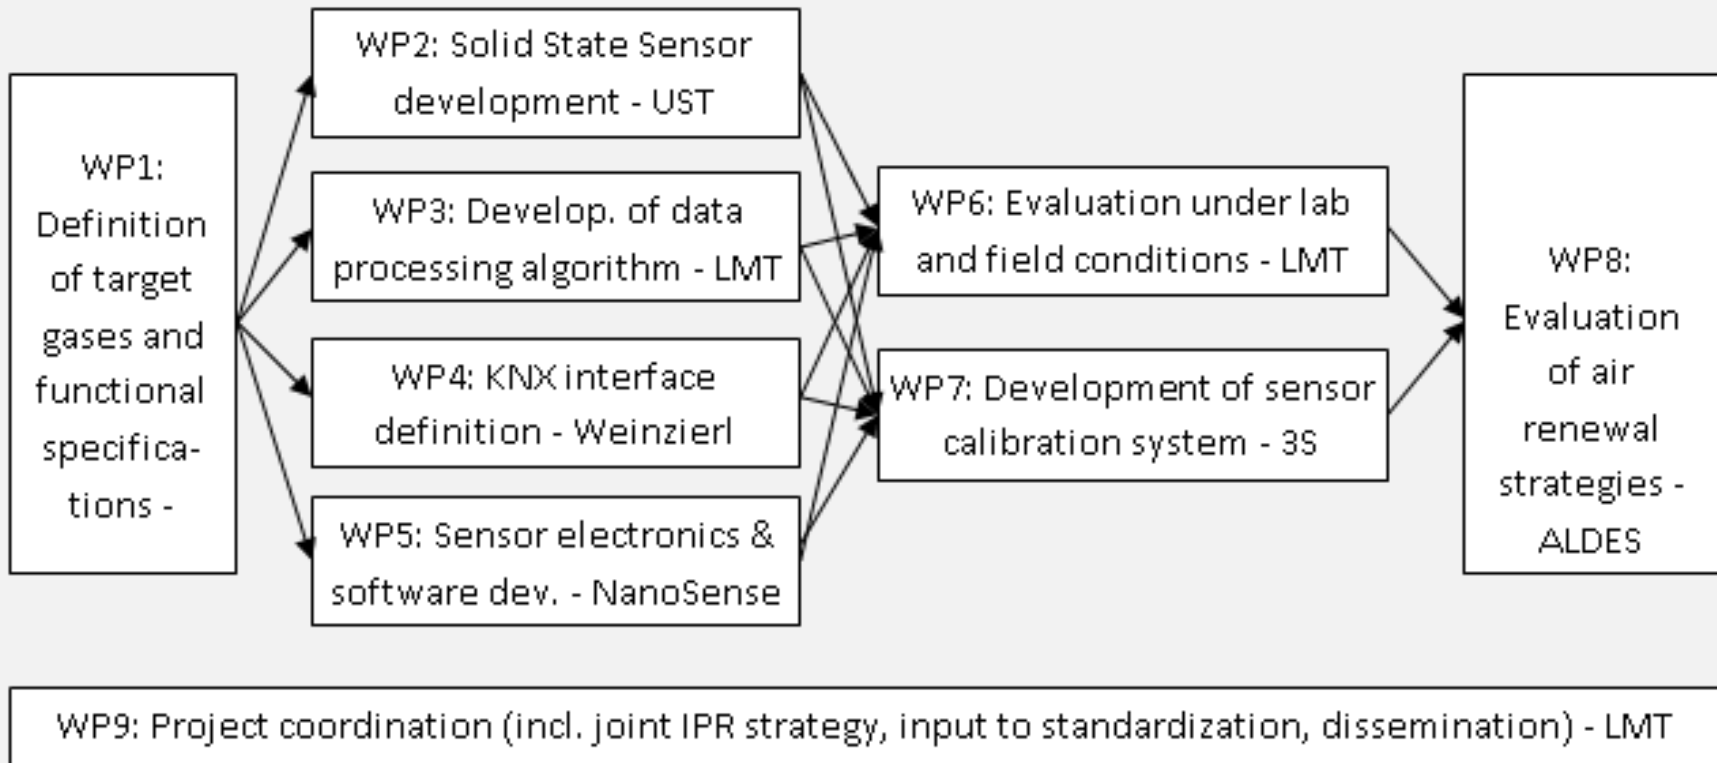 WP1:
Definition
of target
gases and
functional
specifica-
tions -
WP2: Solid State Sensor
development - UST
WP3: Develop. of data
processing algorithm - LMT
WP4: KNX interface
definition - Weinzierl
WP5: Sensor electronics &
software dev. - NanoSense
WP6: Evaluation under lab
and field conditions - LMT
WP7: Development of sensor
calibration system - 3S
WP8:
Evaluation
of air
renewal
strategies -
ALDES
WP9: Project coordination (incl. joint IPR strategy, input to standardization, dissemination) - LMT